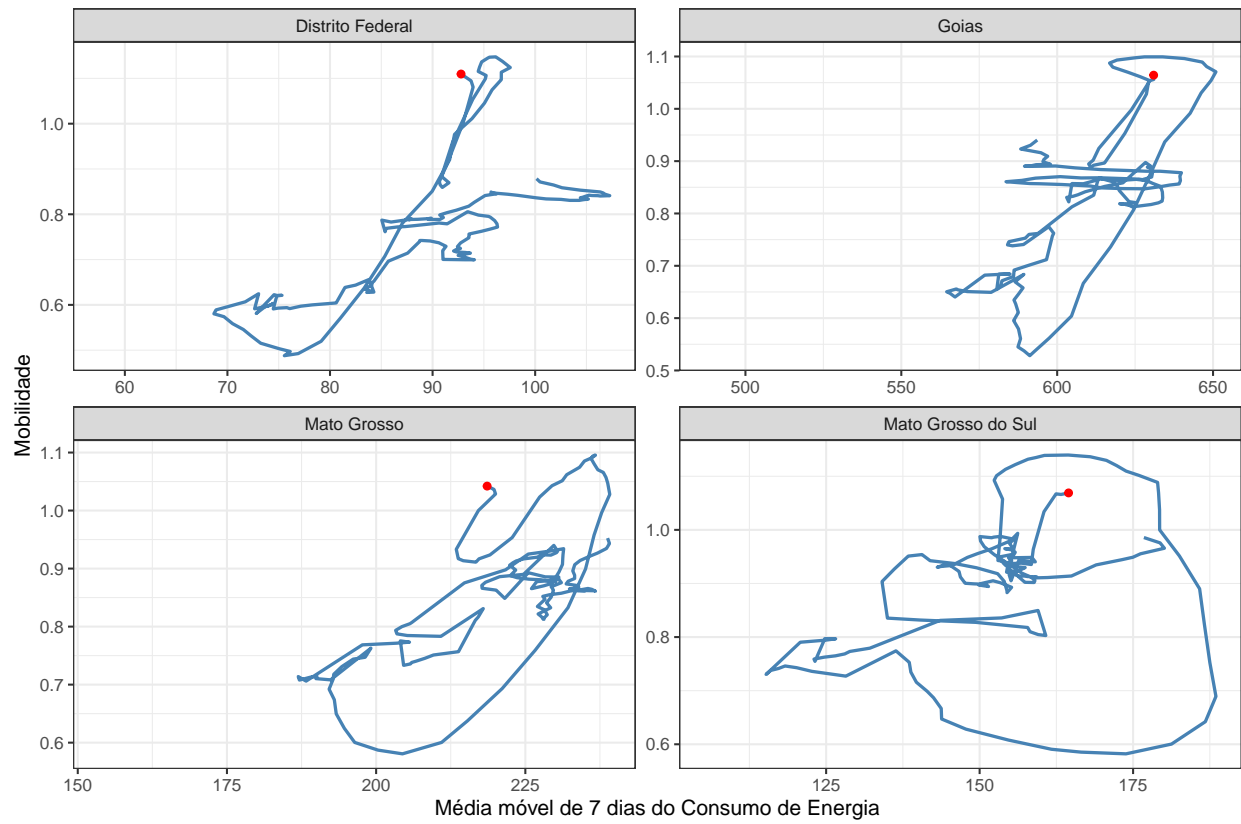 Distrito Federal
Goias
1.0
0.8
0.6
1.1
1.0
0.9
0.8
0.7
0.6
0.5
60 70 80 90 100
500 550 600 650
Mato Grosso
Mato Grosso do Sul
1.1
1.0
0.9
0.8
0.7
0.6
1.0
0.8
0.6
150 175 200 225
125 150 175
Mobilidade
Média móvel de 7 dias do Consumo de Energia